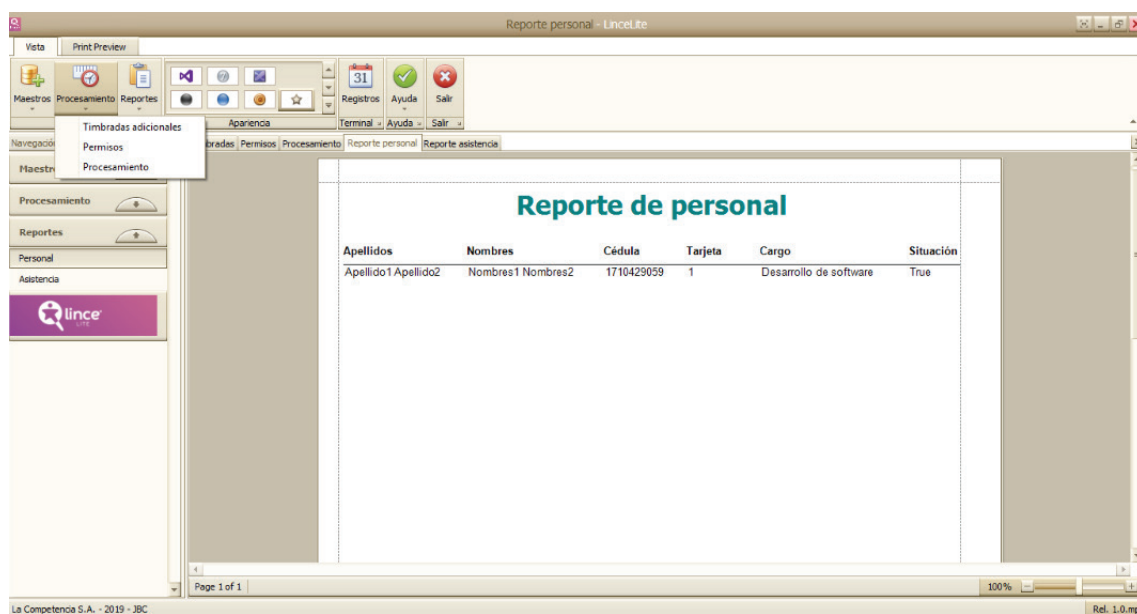 Reporte personal - LinceLite
Vista Print Preview
Maestros Procesamiento Reportes
31
Registros Ayuda Salir
Apariencia Terminal Ayuda Salir
Timbradas adicionales
Permisos
Procesamiento
Permisos Procesamiento Reporte personal Reporte asistencia
Procesamiento
Reportes
Personal
Asistencia
lince
LITE
Reporte de personal
Apellidos Nombres Cédula Tarjeta Cargo Situación
Apellido1 Apellido2 Nombres1 Nombres2 1710429059 1 Desarrollo de software True
Page 1 of 1 100%
La Competencia S.A. - 2019 - JBC Rel. 1.0.